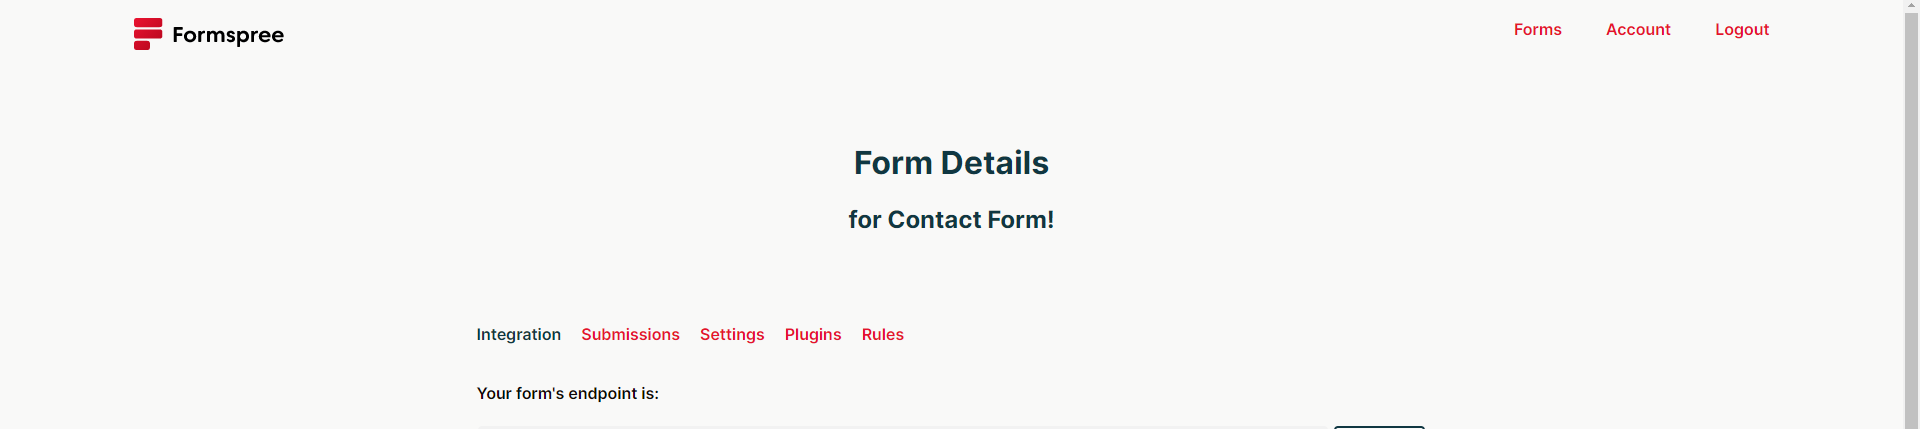 Formspree
Forms Account Logout
Form Details
for Contact Form!
Integration Submissions Settings Plugins Rules
Your form's endpoint is: